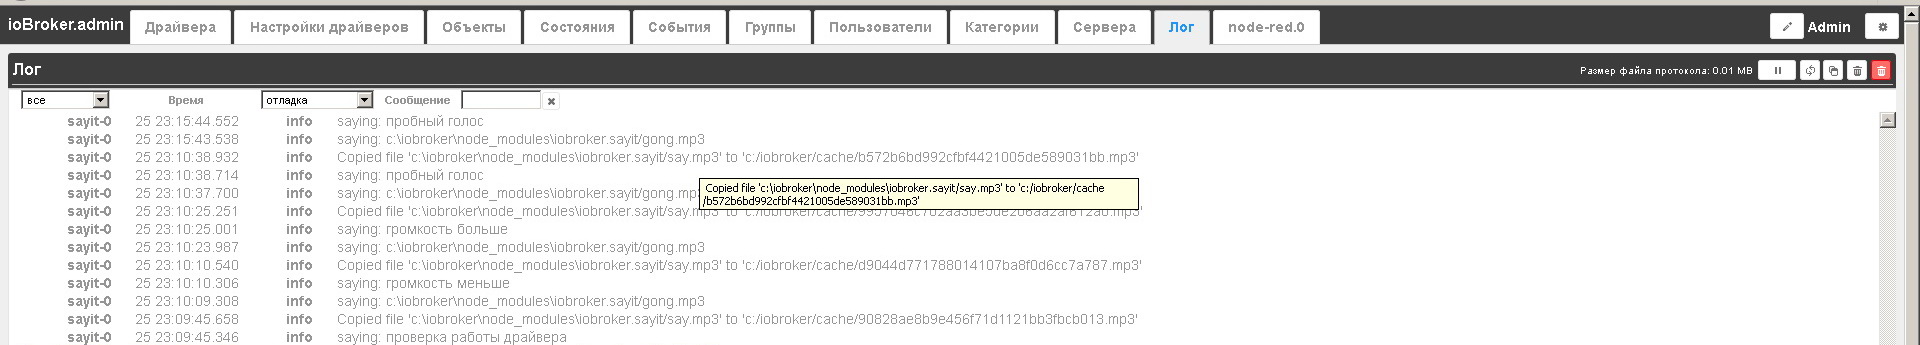 ioBroker.admin Драйвера Настройки драйверов Объекты Состояния События Группы Пользователи Категории Сервера Лог node-red.0 Admin
Лог Размер файла протокола: 0.01 MB
все Время отладка Сообщение
sayit-0 25 23:15:44.552 info saying: пробный голос
sayit-0 25 23:15:43.538 info saying: c:\iobroker\node_modules\iobroker.sayit/gong.mp3
sayit-0 25 23:10:38.932 info Copied file 'c:\iobroker\node_modules\iobroker.sayit/say.mp3' to 'c:/iobroker/cache/b572b6bd992cfbf4421005de589031bb.mp3'
sayit-0 25 23:10:38.714 info saying: пробный голос
sayit-0 25 23:10:37.700 info saying: c:\iobroker\node_modules\iobroker.sayit/gong.mp3
Copied file 'c:\iobroker\node_modules\iobroker.sayit/say.mp3' to 'c:/iobroker/cache
/b572b6bd992cfbf4421005de589031bb.mp3'
sayit-0 25 23:10:25.251 info Copied file 'c:\iobroker\node_modules\iobroker.sayit/say.mp3' to
sayit-0 25 23:10:25.001 info saying: громкость больше
sayit-0 25 23:10:23.987 info saying: c:\iobroker\node_modules\iobroker.sayit/gong.mp3
sayit-0 25 23:10:10.540 info Copied file 'c:\iobroker\node_modules\iobroker.sayit/say.mp3' to 'c:/iobroker/cache/d9044d771788014107ba8f0d6cc7a787.mp3'
sayit-0 25 23:10:10.306 info saying: громкость меньше
sayit-0 25 23:10:09.308 info saying: c:\iobroker\node_modules\iobroker.sayit/gong.mp3
sayit-0 25 23:09:45.658 info Copied file 'c:\iobroker\node_modules\iobroker.sayit/say.mp3' to 'c:/iobroker/cache/90828ae8b9e456f71d1121bb3fbcb013.mp3'
sayit-0 25 23:09:45.346 info saying: проверка работы драйвера